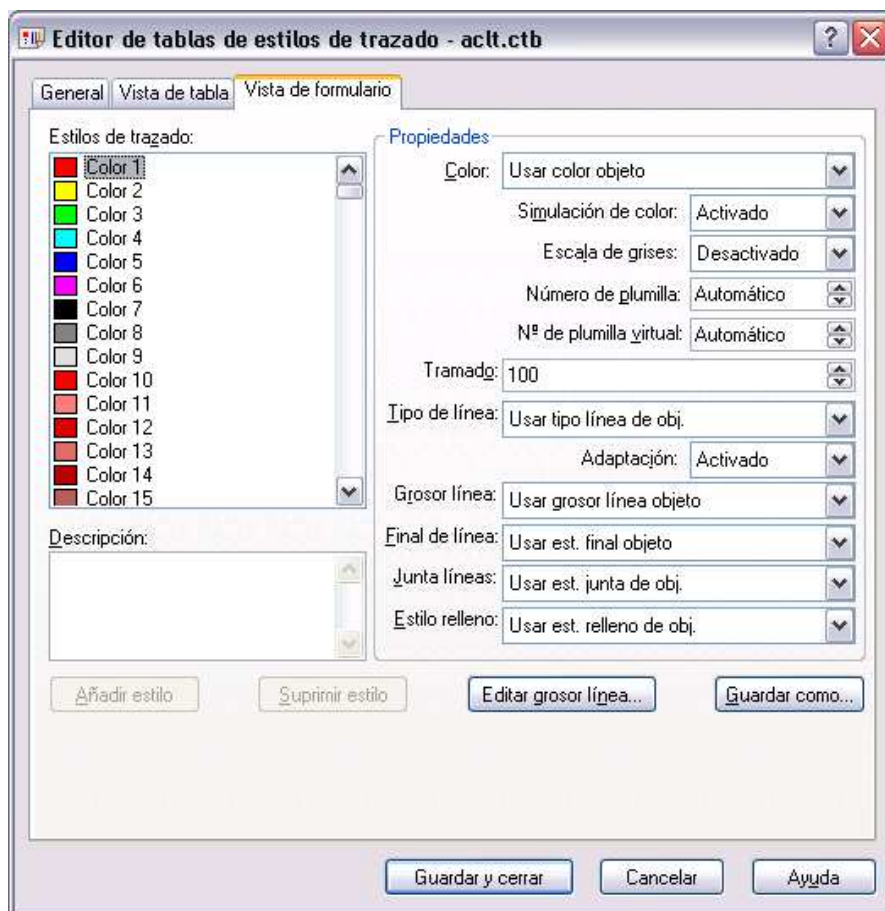 Editor de tablas de estilos de trazado - aclt.ctb
General
Vista de tabla
Vista de formulario
Estilos de trazado:
Color 1
Color 2
Color 3
Color 4
Color 5
Color 6
Color 7
Color 8
Color 9
Color 10
Color 11
Color 12
Color 13
Color 14
Color 15
Descripción:
Propiedades
Color: Usar color objeto
Simulación de color: Activado
Escala de grises: Desactivado
Número de plumilla: Automático
Nº de plumilla virtual: Automático
Tramado: 100
Tipo de línea: Usar tipo línea de obj.
Adaptación: Activado
Grosor línea: Usar grosor línea objeto
Final de línea: Usar est. final objeto
Junta líneas: Usar est. junta de obj.
Estilo relleno: Usar est. relleno de obj.
Añadir estilo
Suprimir estilo
Editar grosor línea...
Guardar como...
Guardar y cerrar
Cancelar
Ayuda